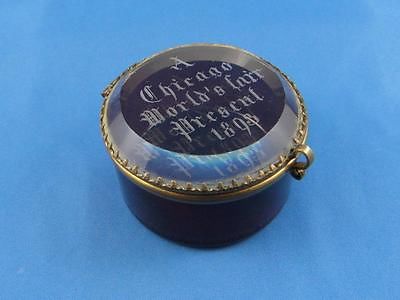 A
Chicago
World's fair
Present
1893